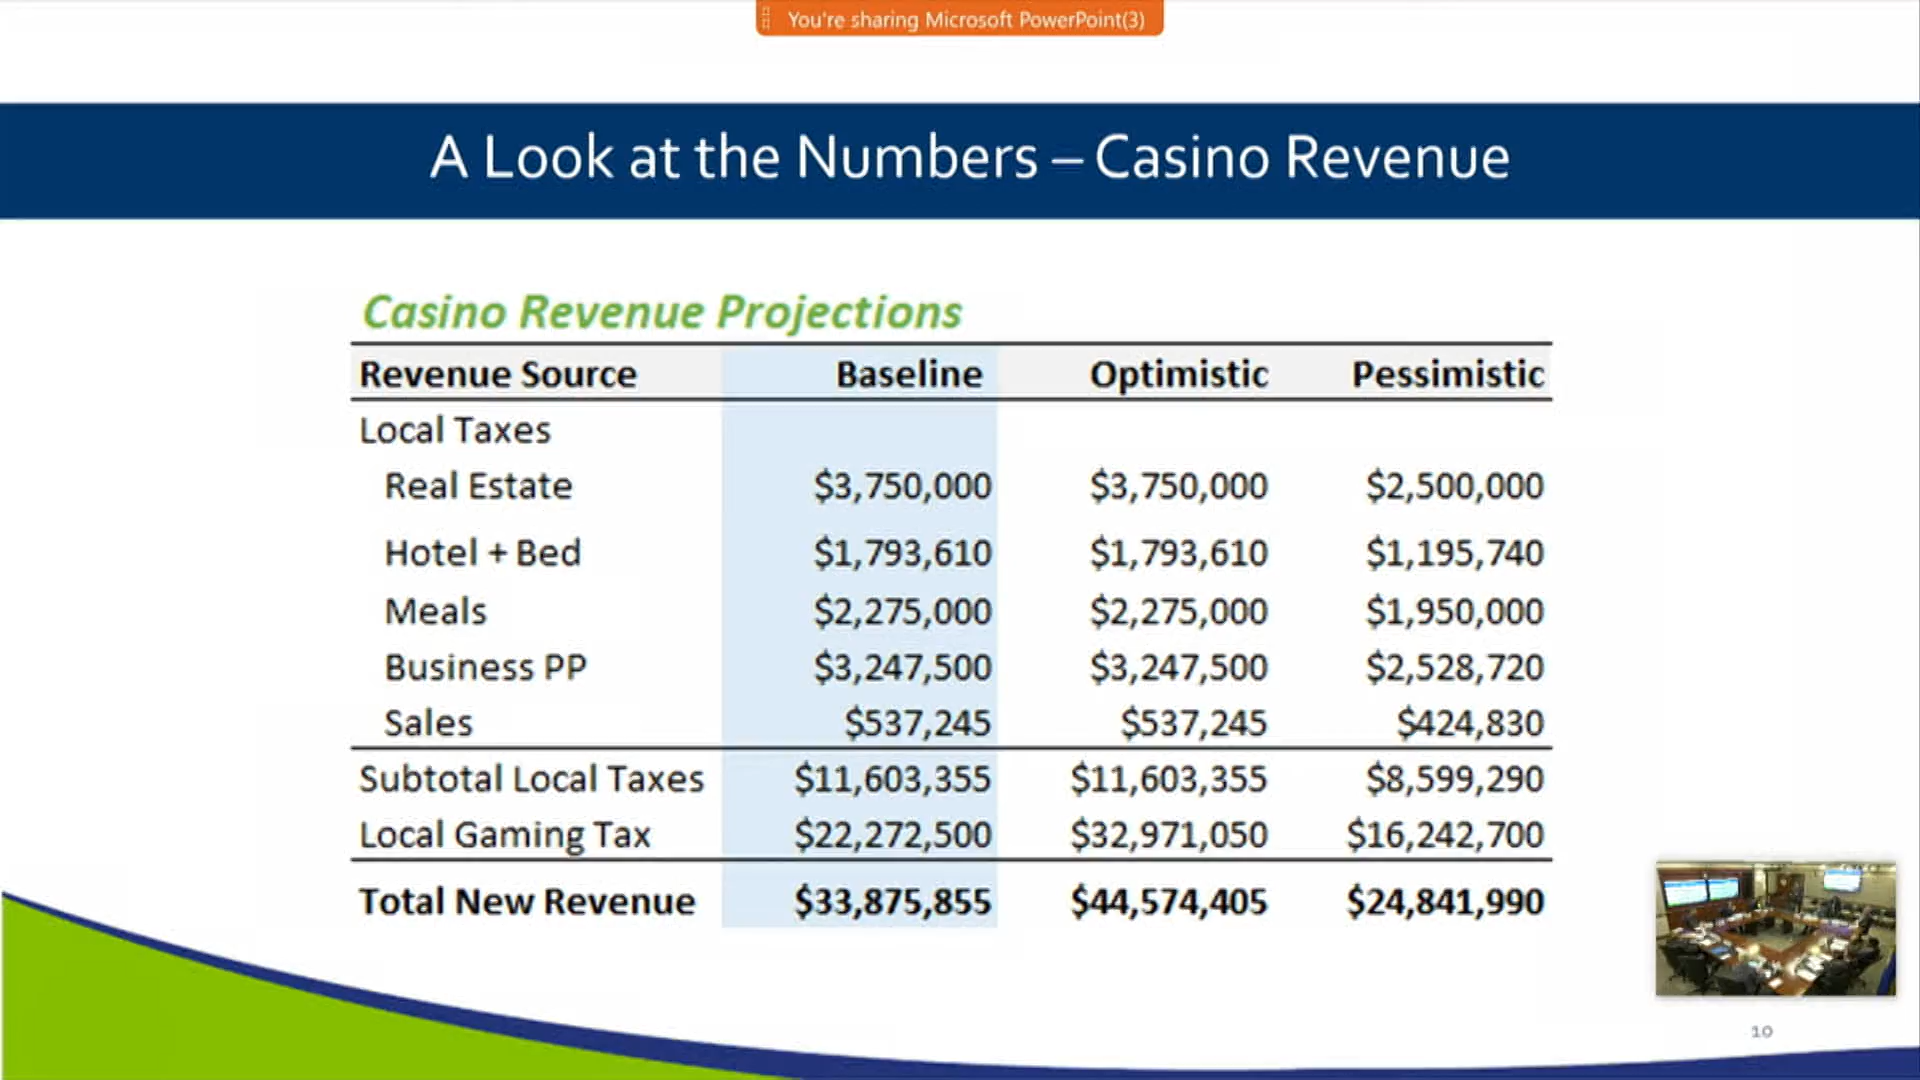 You're sharing Microsoft PowerPoint(3)
A Look at the Numbers – Casino Revenue
Casino Revenue Projections
Revenue Source Baseline Optimistic Pessimistic
Local Taxes
Real Estate $3,750,000 $3,750,000 $2,500,000
Hotel + Bed $1,793,610 $1,793,610 $1,195,740
Meals $2,275,000 $2,275,000 $1,950,000
Business PP $3,247,500 $3,247,500 $2,528,720
Sales $537,245 $537,245 $424,830
Subtotal Local Taxes $11,603,355 $11,603,355 $8,599,290
Local Gaming Tax $22,272,500 $32,971,050 $16,242,700
Total New Revenue $33,875,855 $44,574,405 $24,841,990
10